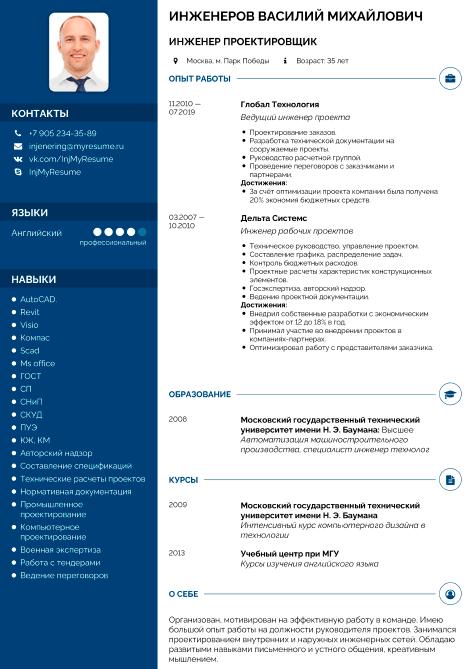 КОНТАКТЫ
+7 905 234-35-89
injenering@myresume.ru
vk.com/InjMyResume
InjMyResume
ЯЗЫКИ
Английский
профессиональный
НАВЫКИ
AutoCAD.
Revit
Visio
Компас
Scad
Ms office
ГОСТ
СП
СНиП
СКУД
ПУЭ
КЖ, КМ
Авторский надзор
Составление спецификации
Технические расчеты проектов
Нормативная документация
Промышленное
проектирование
Компьютерное
проектирование
Военная экспертиза
Работа с тендерами
Ведение переговоров
ИНЖЕНЕРОВ ВАСИЛИЙ МИХАЙЛОВИЧ
ИНЖЕНЕР ПРОЕКТИРОВЩИК
Москва, м. Парк Победы Возраст: 35 лет
ОПЫТ РАБОТЫ
11.2010 —
07.2019
Глобал Технология
Ведущий инженер проекта
Проектирование заказов.
Разработка технической документации на
сооружаемые проекты.
Руководство расчетной группой.
Проведение переговоров с заказчиками и
партнерами.
Достижения:
За счёт оптимизации проекта компании была получена
20% экономия бюджетных средств
03.2007 —
10.2010
Дельта Системс
Инженер рабочих проектов
Техническое руководство, управление проектом.
Составление графика, распределение задач.
Контроль бюджетных расходов.
Проектные расчеты характеристик конструкционных
элементов.
Госэкспертиза, авторский надзор.
Ведение проектной документации.
Достижения:
Внедрил собственные разработки с экономическим
эффектом от 12 до 18% в год.
Принимал участие во внедрении проектов в
компаниях-партнерах.
Оптимизировал работу с представителями заказчика.
ОБРАЗОВАНИЕ
2008
Московский государственный технический
университет имени Н. Э. Баумана: Высшее
Автоматизация машиностроительного
производства, специалист инженер технолог
КУРСЫ
2009
Московский государственный технический
университет имени Н. Э. Баумана
Интенсивный курс компьютерного дизайна в
технологии
2013
Учебный центр при МГУ
Курсы изучения английского языка
О СЕБЕ
Организован, мотивирован на эффективную работу в команде. Имею
большой опыт работы на должности руководителя проектов. Занимался
проектированием внутренних и наружных инженерных сетей. Обладаю
развитыми навыками письменного и устного общения, креативным
мышлением.